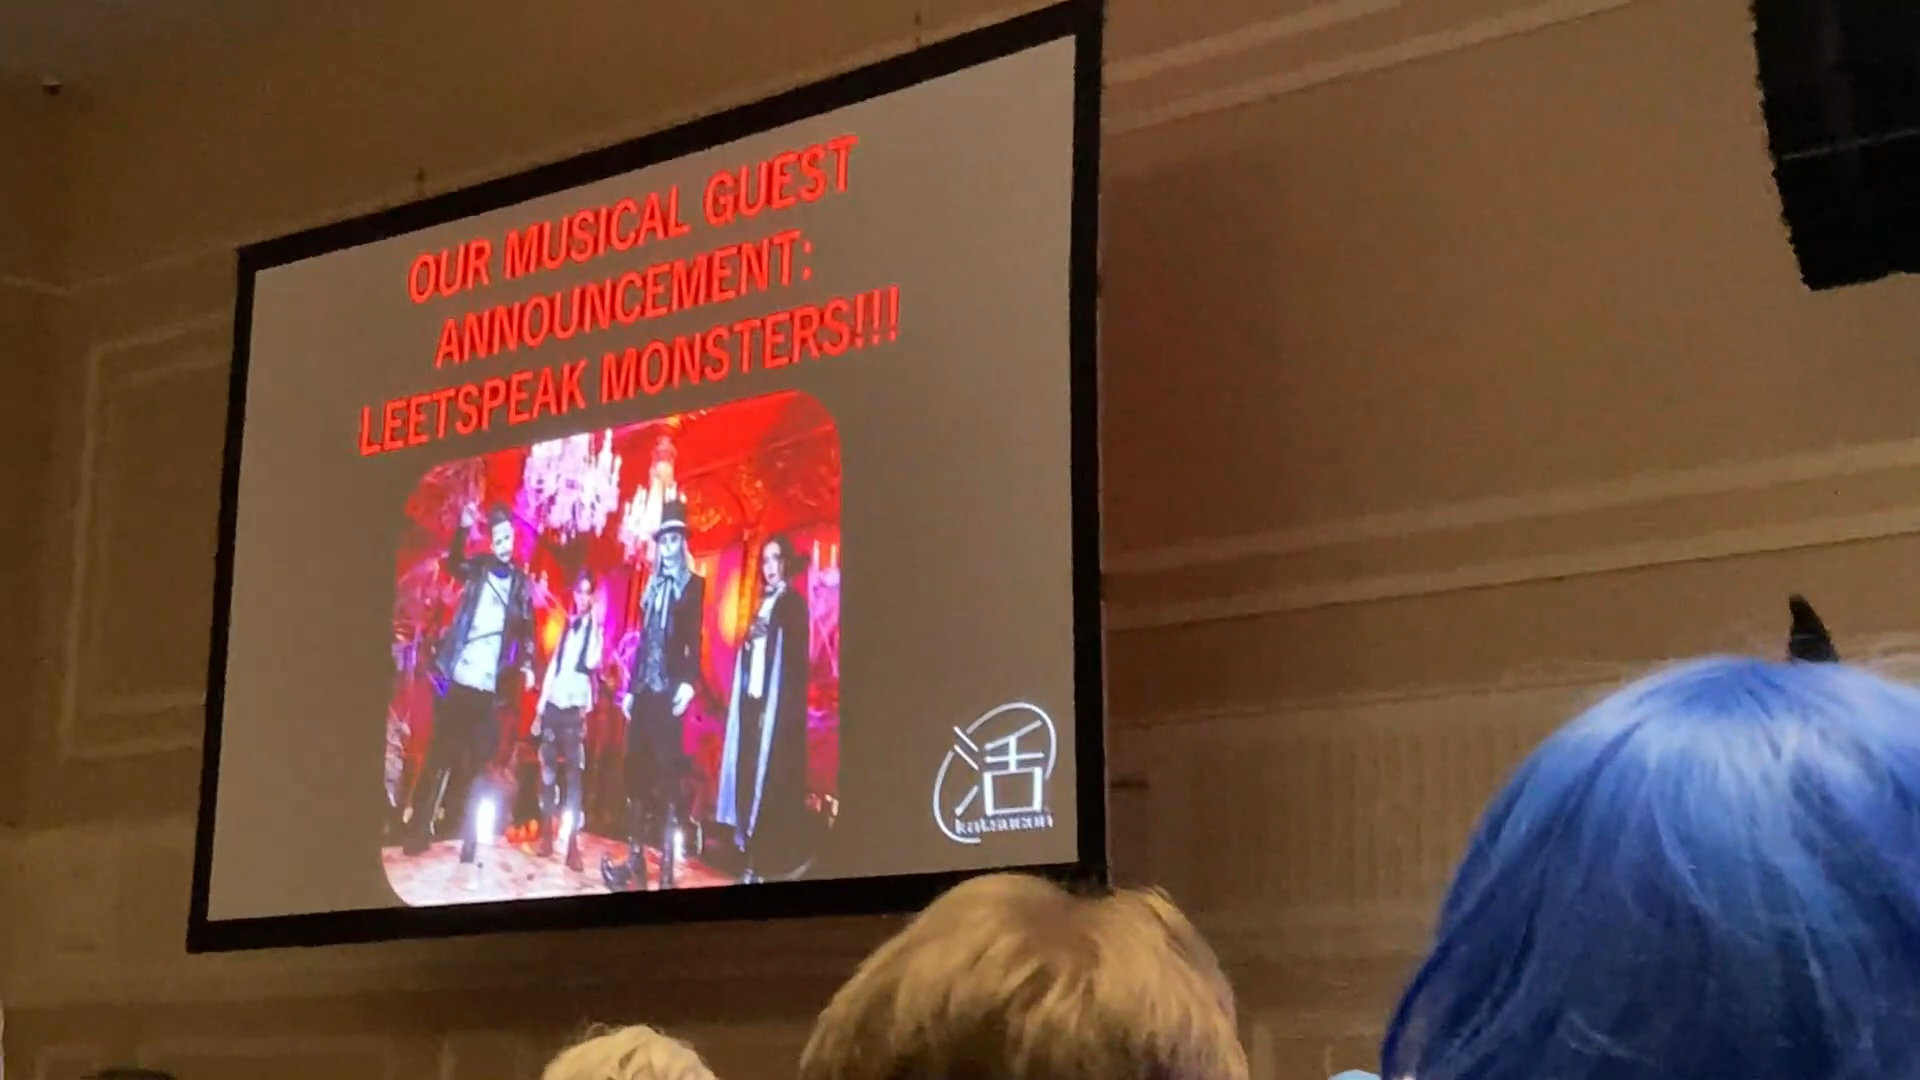 OUR MUSICAL GUEST
ANNOUNCEMENT:
LEETSPEAK MONSTERS!!!
活